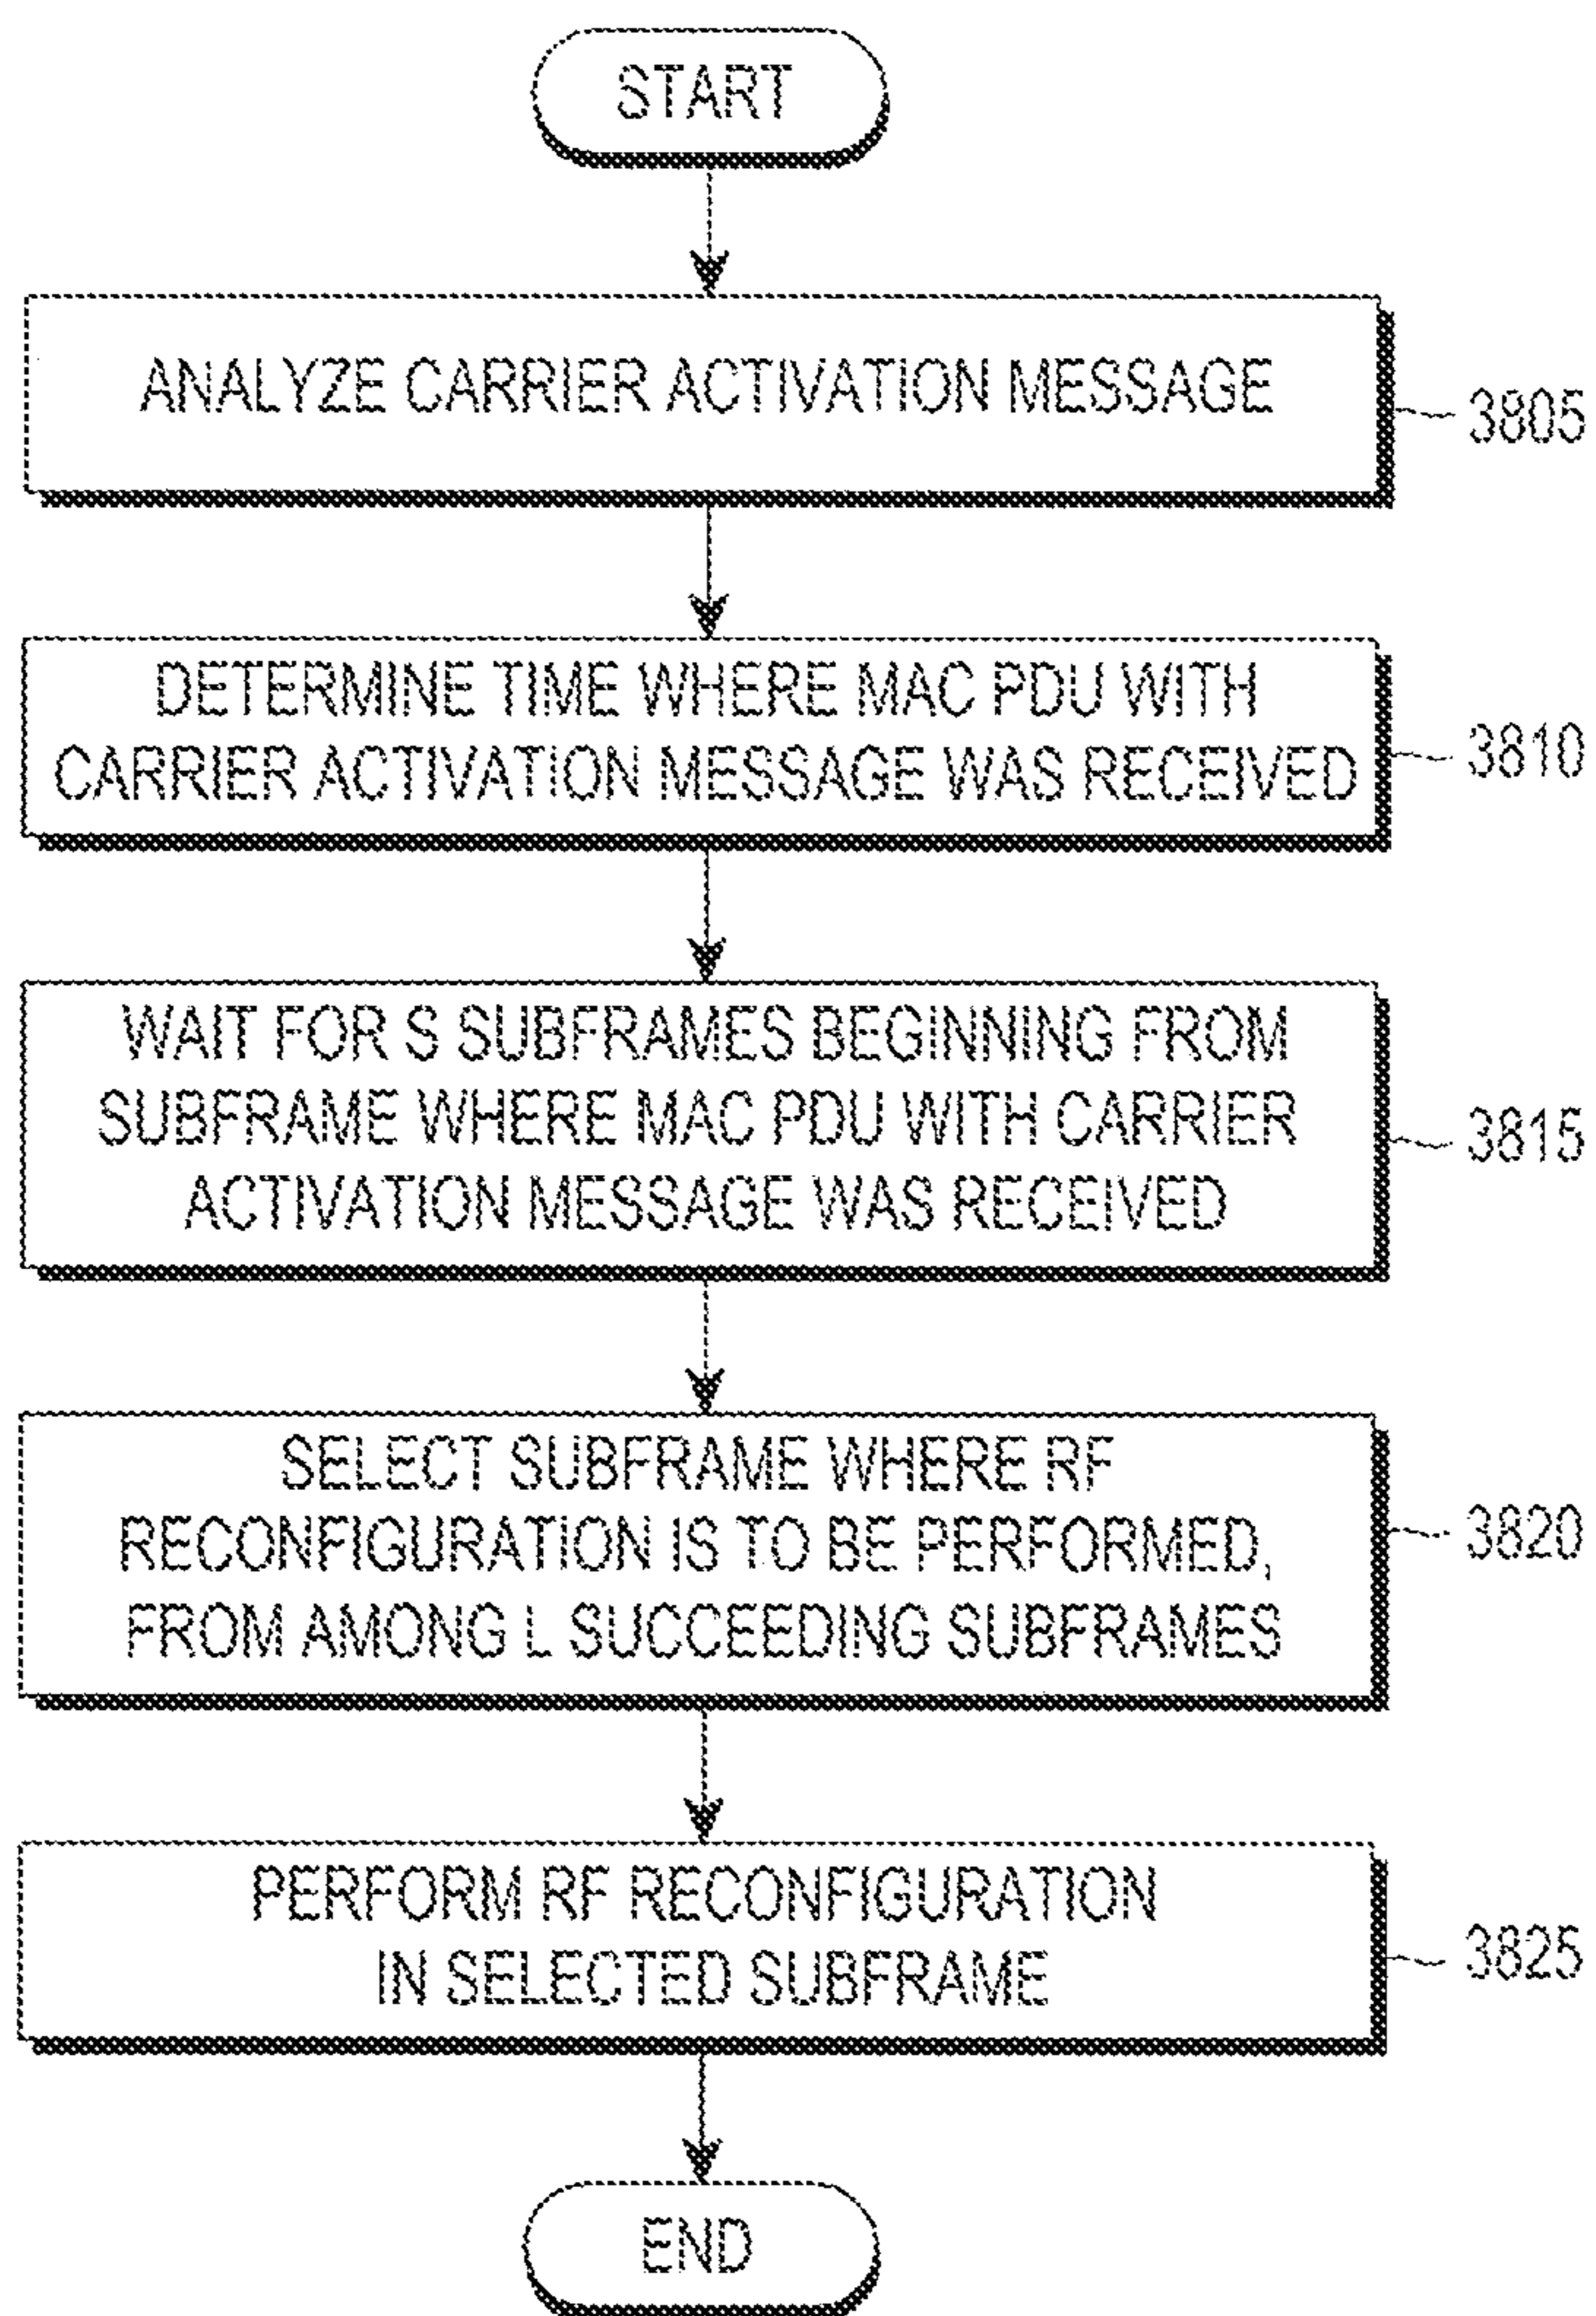 START
ANALYZE CARRIER ACTIVATION MESSAGE
3805
DETERMINE TIME WHERE MAC PDU WITH
CARRIER ACTIVATION MESSAGE WAS RECEIVED
3810
WAIT FOR S SUBFRAMES BEGINNING FROM
SUBFRAME WHERE MAC PDU WITH CARRIER
ACTIVATION MESSAGE WAS RECEIVED
3815
SELECT SUBFRAME WHERE RF
RECONFIGURATION IS TO BE PERFORMED,
FROM AMONG L SUCCEEDING SUBFRAMES
3820
PERFORM RF RECONFIGURATION
IN SELECTED SUBFRAME
3825
END